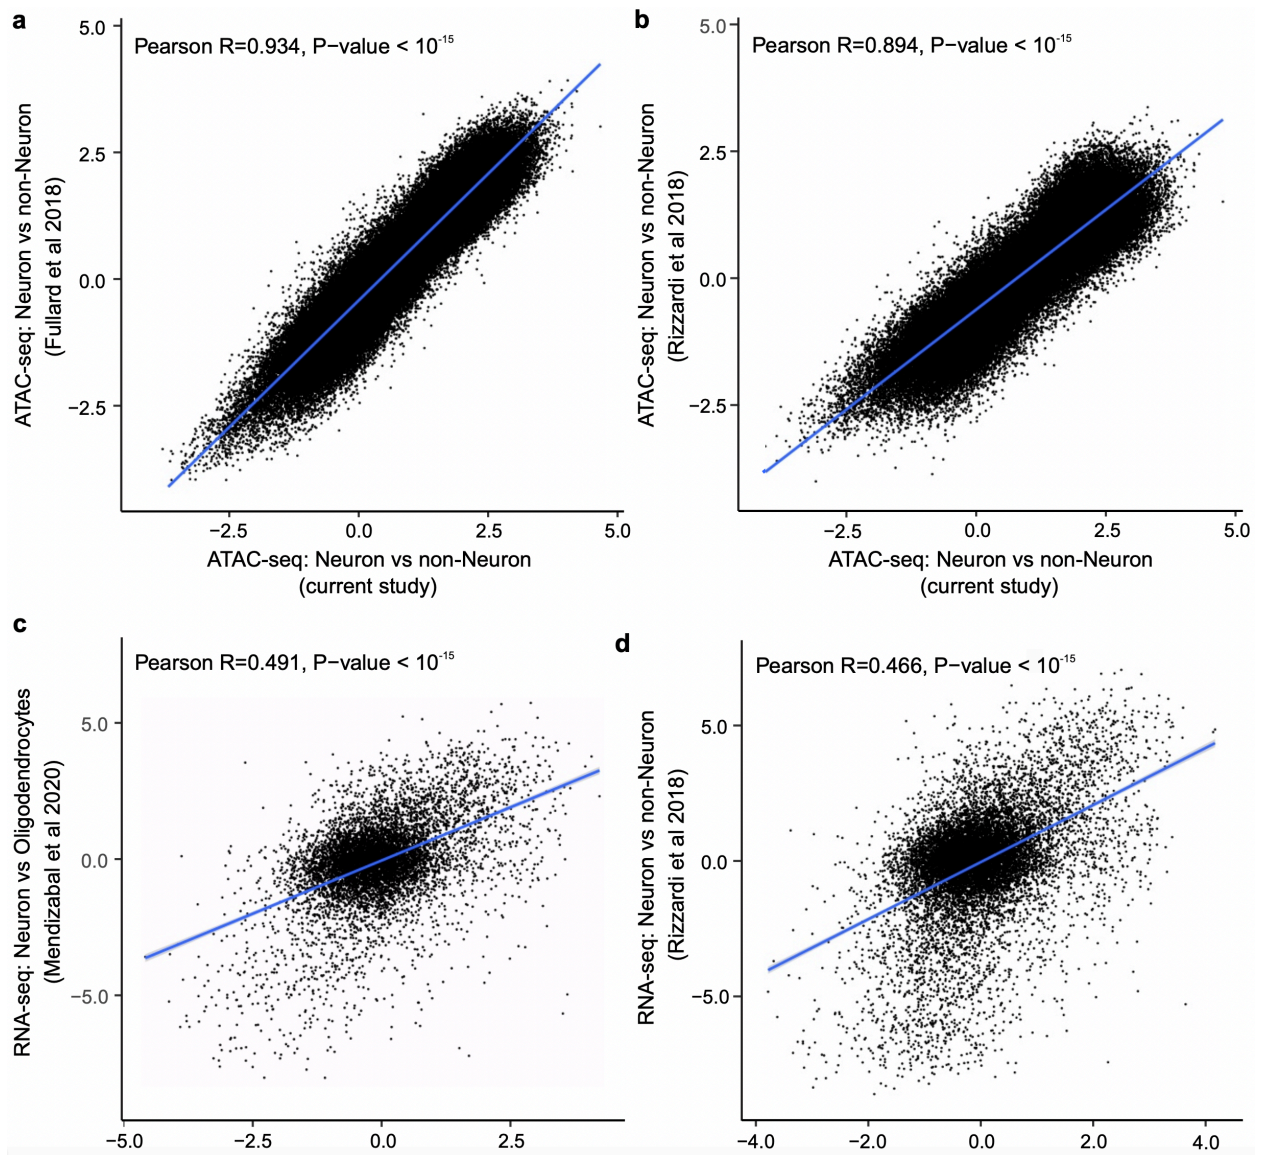 a
Pearson R=0.934, P−value < 10-15
ATAC-seq: Neuron vs non-Neuron
(Fullard et al 2018)
5.0
2.5
0.0
−2.5
−2.5
0.0
2.5
5.0
ATAC-seq: Neuron vs non-Neuron
(current study)
b
Pearson R=0.894, P−value < 10-15
ATAC-seq: Neuron vs non-Neuron
(Rizzardi et al 2018)
5.0
2.5
0.0
−2.5
−2.5
0.0
2.5
5.0
ATAC-seq: Neuron vs non-Neuron
(current study)
c
Pearson R=0.491, P−value < 10-15
RNA-seq: Neuron vs Oligodendrocytes
(Mendizabal et al 2020)
5.0
0.0
−5.0
−5.0
−2.5
0.0
2.5
d
Pearson R=0.466, P−value < 10-15
RNA-seq: Neuron vs non-Neuron
(Rizzardi et al 2018)
5.0
0.0
−5.0
−4.0
−2.0
0.0
2.0
4.0